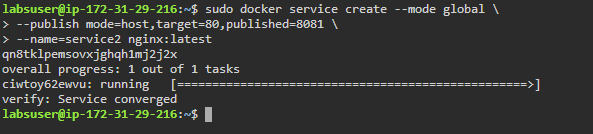 labsuser@ip-172-31-29-216:~$ sudo docker service create --mode global \
> --publish mode=host,target=80,published=8081 \
> --name=service2 nginx:latest
qn8tklpemsovxjghqh1mj2j2x
overall progress: 1 out of 1 tasks
ciwtoy62ewvu: running   [==================================================>]
verify: Service converged
labsuser@ip-172-31-29-216:~$